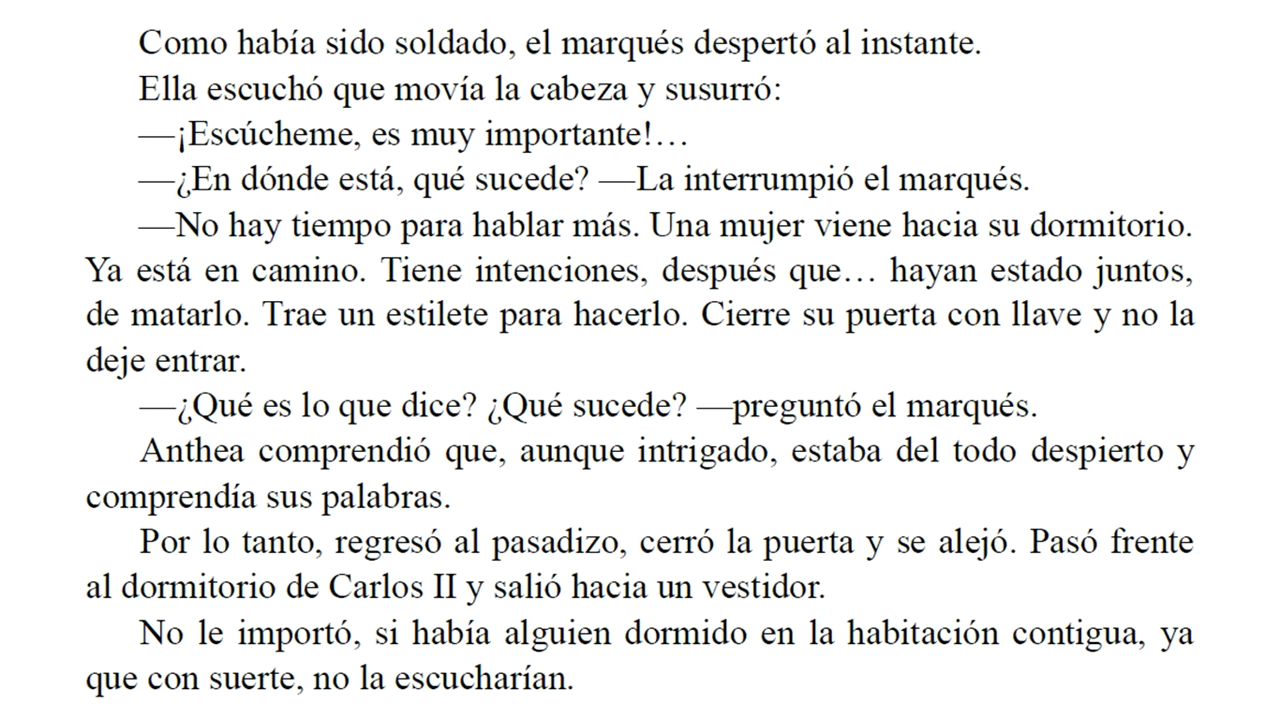 Como había sido soldado, el marqués despertó al instante.
Ella escuchó que movía la cabeza y susurró:
—¡Escúcheme, es muy importante!…
—¿En dónde está, qué sucede? —La interrumpió el marqués.
—No hay tiempo para hablar más. Una mujer viene hacia su dormitorio.
Ya está en camino. Tiene intenciones, después que… hayan estado juntos,
de matarlo. Trae un estilete para hacerlo. Cierre su puerta con llave y no la
deje entrar.
—¿Qué es lo que dice? ¿Qué sucede? —preguntó el marqués.
Anthea comprendió que, aunque intrigado, estaba del todo despierto y
comprendía sus palabras.
Por lo tanto, regresó al pasadizo, cerró la puerta y se alejó. Pasó frente
al dormitorio de Carlos II y salió hacia un vestidor.
No le importó, si había alguien dormido en la habitación contigua, ya
que con suerte, no la escucharían.